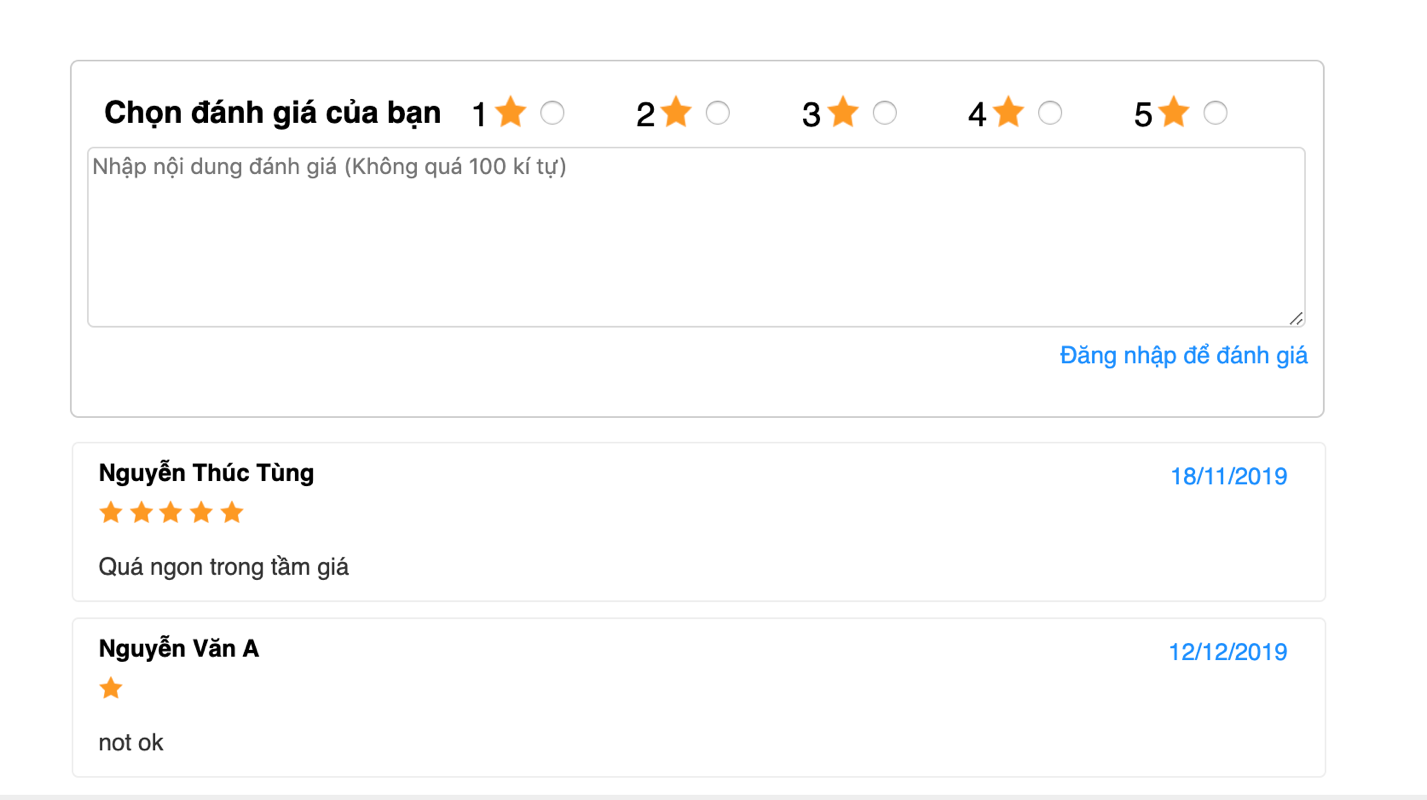 Chọn đánh giá của bạn 1 2 3 4 5
Nhập nội dung đánh giá (Không quá 100 kí tự)
Đăng nhập để đánh giá
Nguyễn Thúc Tùng 18/11/2019
Quá ngon trong tầm giá
Nguyễn Văn A 12/12/2019
not ok